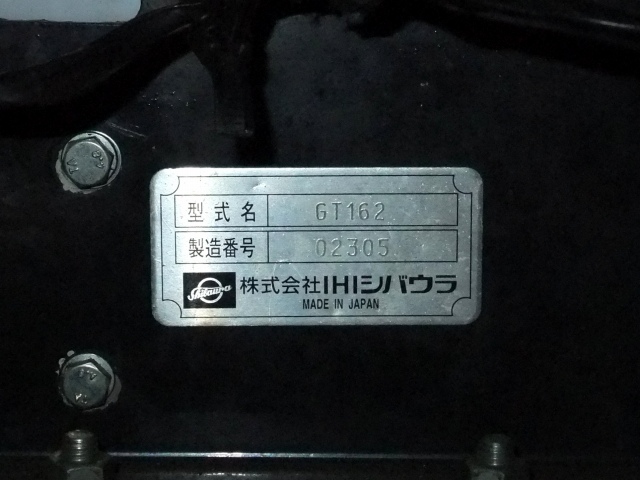 型式名 GT162
製造番号 02305
Shibaura 株式会社IHIシバウラ
MADE IN JAPAN